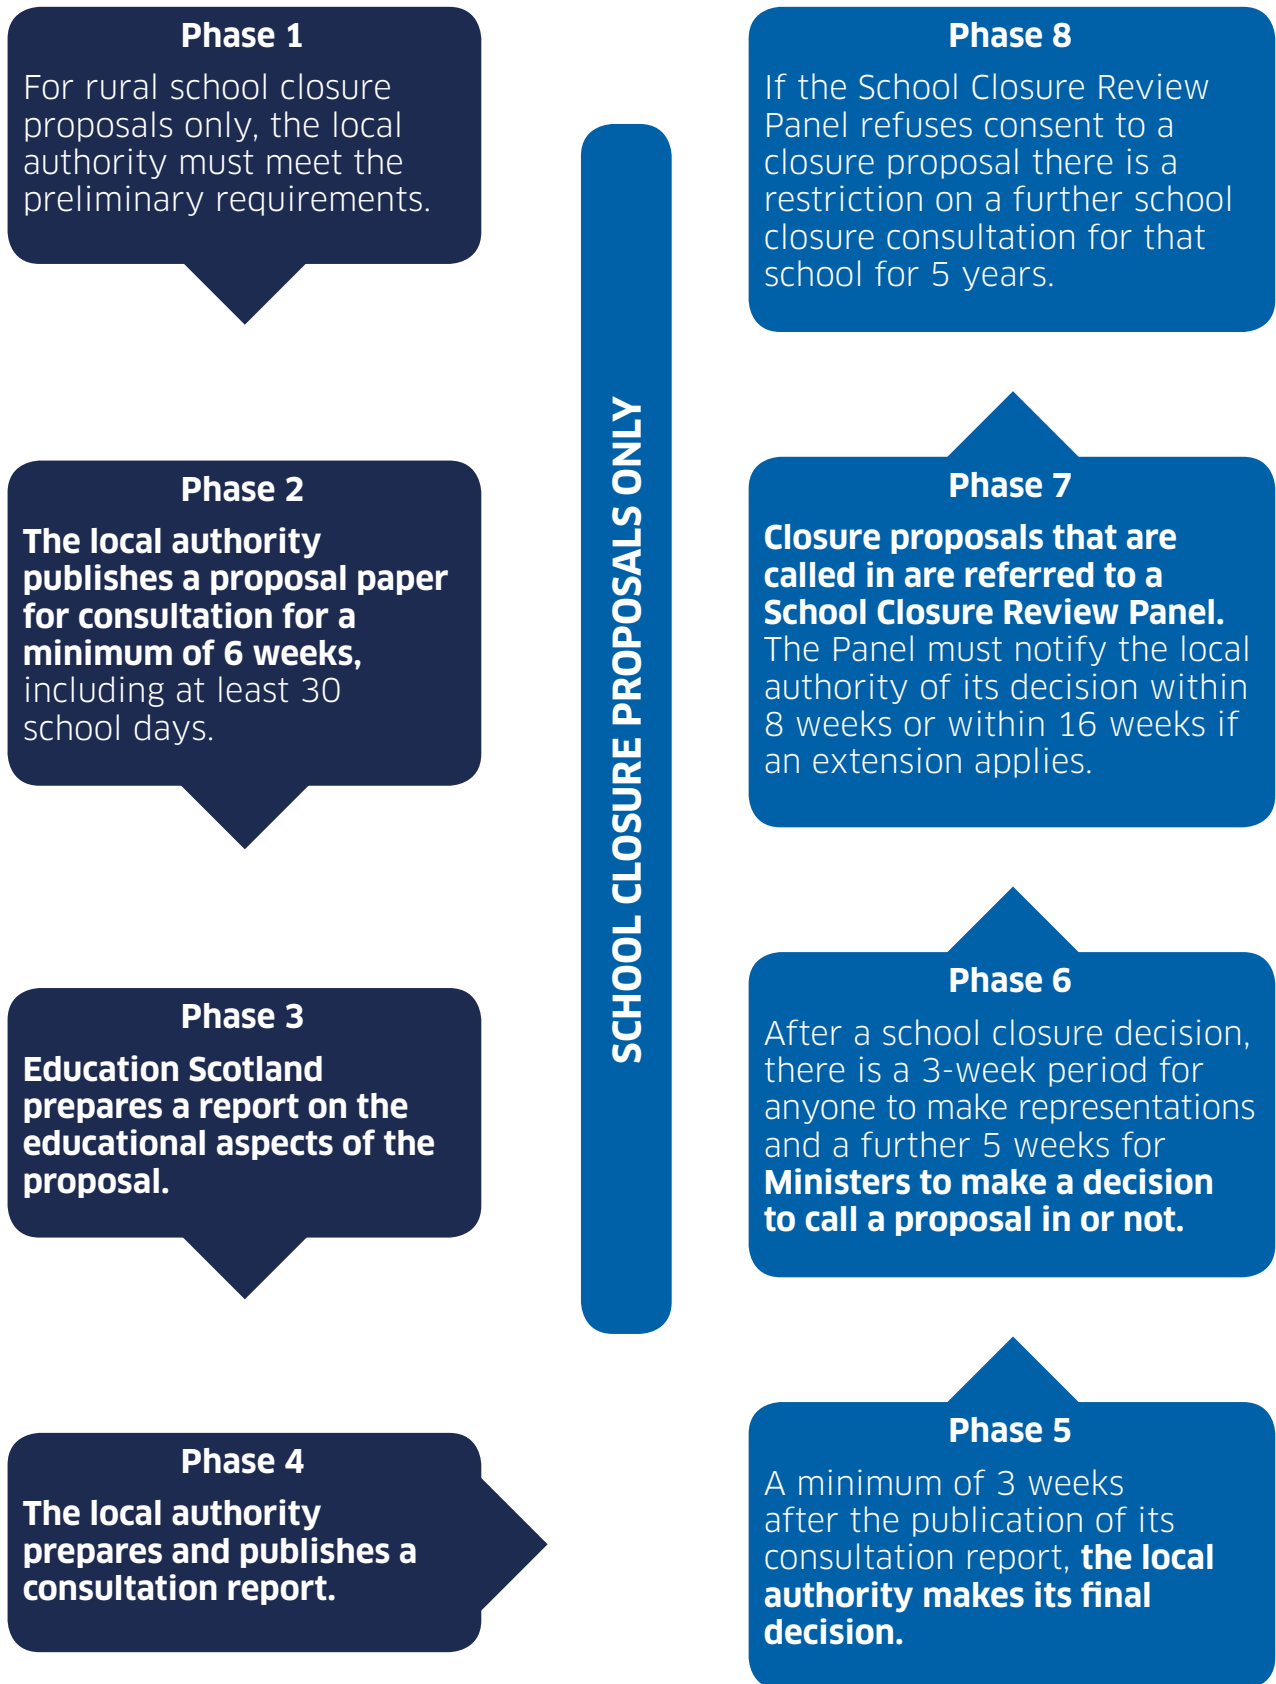 Phase 1
For rural school closure
proposals only, the local
authority must meet the
preliminary requirements.
Phase 2
The local authority
publishes a proposal paper
for consultation for a
minimum of 6 weeks,
including at least 30
school days.
Phase 3
Education Scotland
prepares a report on the
educational aspects of the
proposal.
Phase 4
The local authority
prepares and publishes a
consultation report.
SCHOOL CLOSURE PROPOSALS ONLY
Phase 5
A minimum of 3 weeks
after the publication of its
consultation report, the local
authority makes its final
decision.
Phase 6
After a school closure decision,
there is a 3-week period for
anyone to make representations
and a further 5 weeks for
Ministers to make a decision
to call a proposal in or not.
Phase 7
Closure proposals that are
called in are referred to a
School Closure Review Panel.
The Panel must notify the local
authority of its decision within
8 weeks or within 16 weeks if
an extension applies.
Phase 8
If the School Closure Review
Panel refuses consent to a
closure proposal there is a
restriction on a further school
closure consultation for that
school for 5 years.